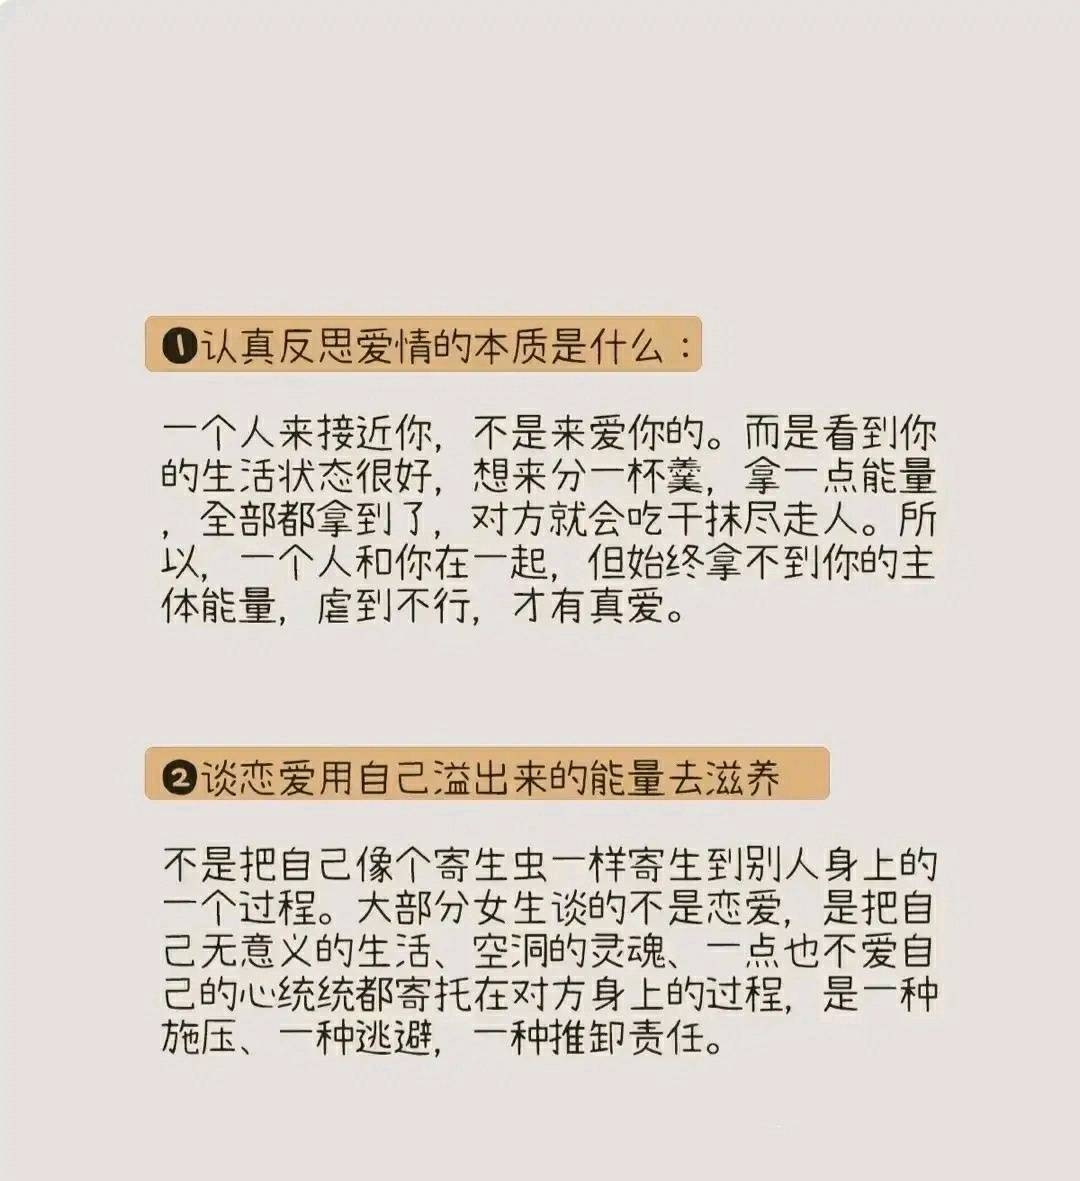 ❶认真反思爱情的本质是什么：
一个人来接近你，不是来爱你的。而是看到你
的生活状态很好，想来分一杯羹，拿一点能量
，全部都拿到了，对方就会吃干抹尽走人。所
以，一个人和你在一起，但始终拿不到你的主
体能量，虐到不行，才有真爱。
❷谈恋爱用自己溢出来的能量去滋养
不是把自己像个寄生虫一样寄生到别人身上的
一个过程。大部分女生谈的不是恋爱，是把自
己无意义的生活、空洞的灵魂、一点也不爱自
己的心统统都寄托在对方身上的过程，是一种
施压、一种逃避，一种推卸责任。